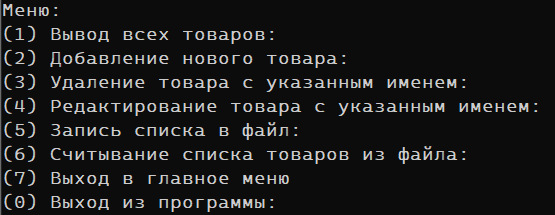 Меню:
(1) Вывод всех товаров:
(2) Добавление нового товара:
(3) Удаление товара с указанным именем:
(4) Редактирование товара с указанным именем:
(5) Запись списка в файл:
(6) Считывание списка товаров из файла:
(7) Выход в главное меню
(0) Выход из программы: